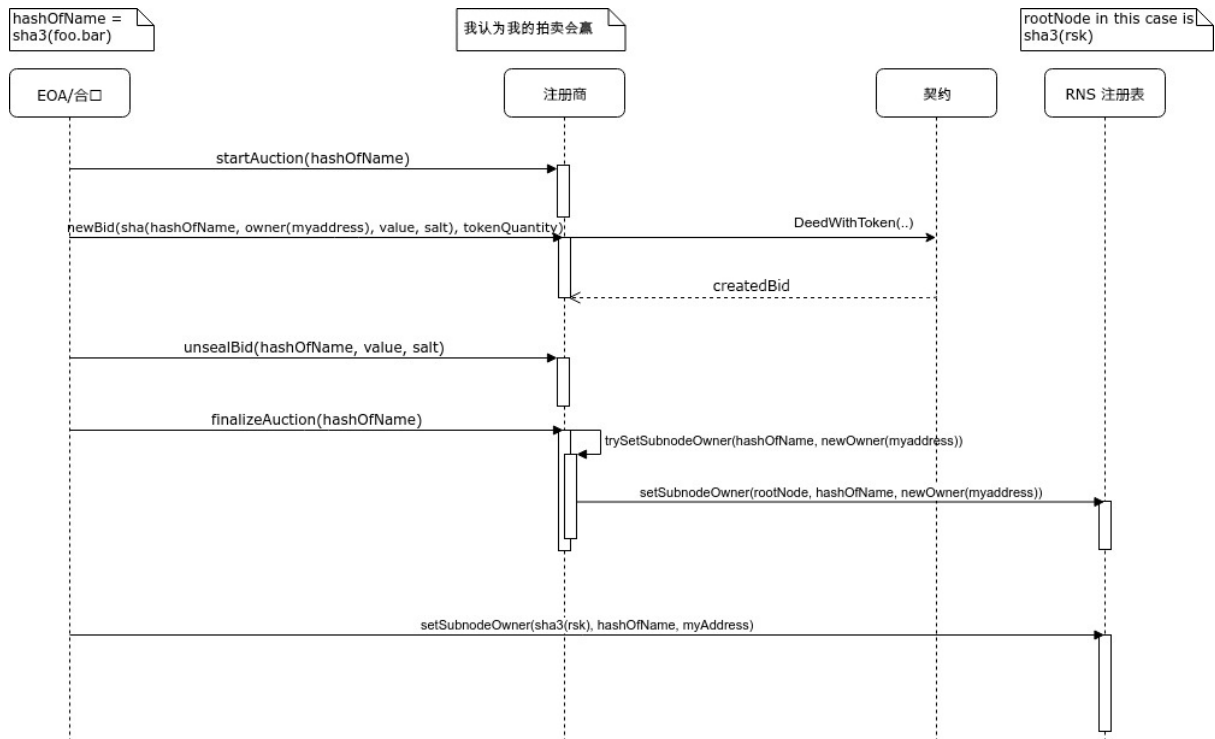 hashOfName =
sha3(foo.bar)
我认为我的拍卖会赢
rootNode in this case is
sha3(rsk)
EOA/合□
注册商
契约
RNS 注册表
startAuction(hashOfName)
newBid(sha(hashOfName, owner(myaddress), value, salt), tokenQuantity)
DeedWithToken(..)
createdBid
unsealBid(hashOfName, value, salt)
finalizeAuction(hashOfName)
trySetSubnodeOwner(hashOfName, newOwner(myaddress))
setSubnodeOwner(rootNode, hashOfName, newOwner(myaddress))
setSubnodeOwner(sha3(rsk), hashOfName, myAddress)